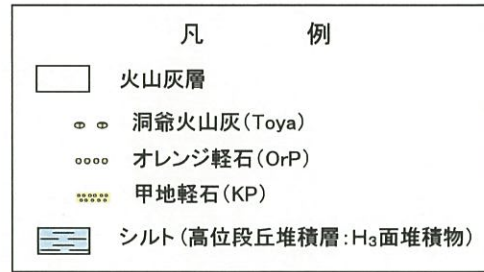 凡　例
火山灰層
洞爺火山灰(Toya)
オレンジ軽石(OrP)
甲地軽石(KP)
シルト(高位段丘堆積層:H₃面堆積物)